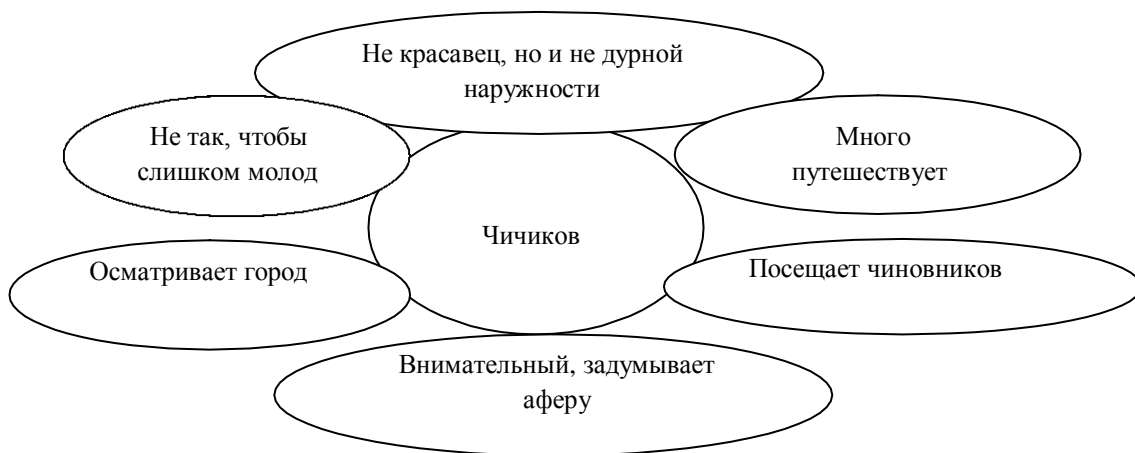 Не красавец, но и не дурной
наружности
Не так, чтобы
слишком молод
Много
путешествует
Чичиков
Осматривает город
Посещает чиновников
Внимательный, задумывает
аферу